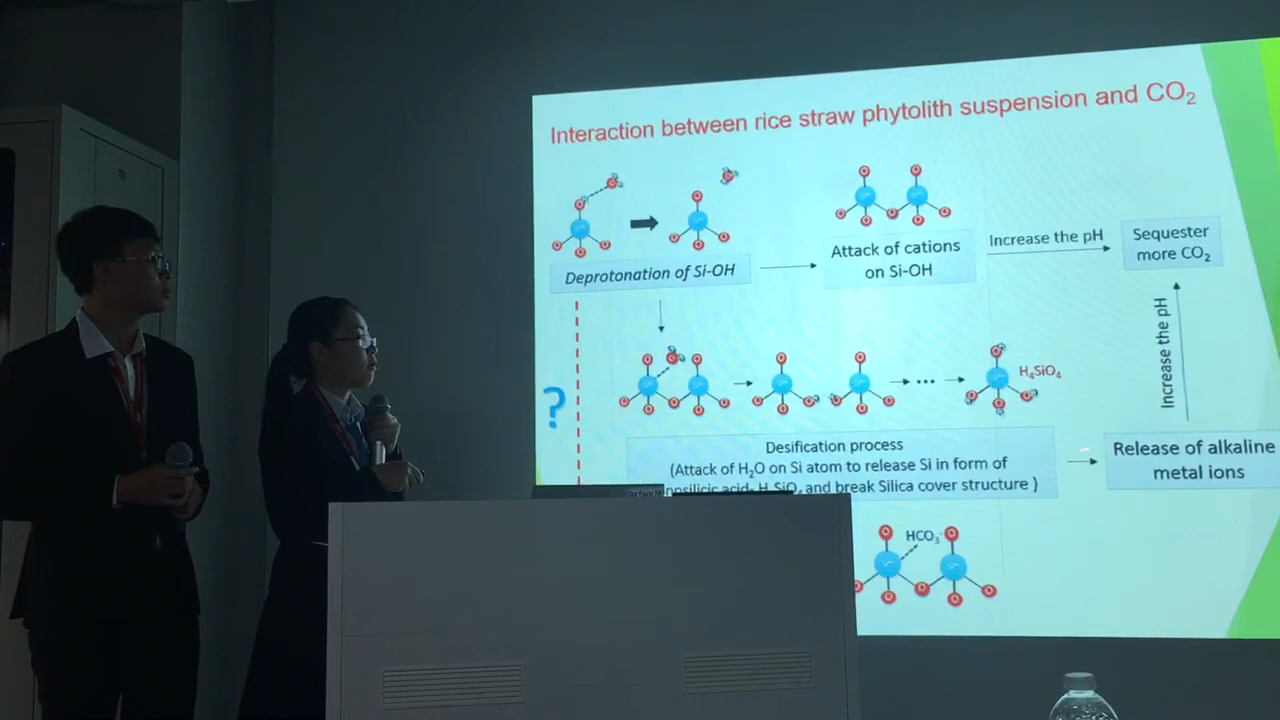 Interaction between rice straw phytolith suspension and CO₂
Deprotonation of Si-OH
Attack of cations
on Si-OH
Increase the pH
Sequester
more CO₂
Increase the pH
?
H₄SiO₄
Desification process
(Attack of H₂O on Si atom to release Si in form of
and break Silica cover structure )
Release of alkaline
metal ions
HCO₃⁻